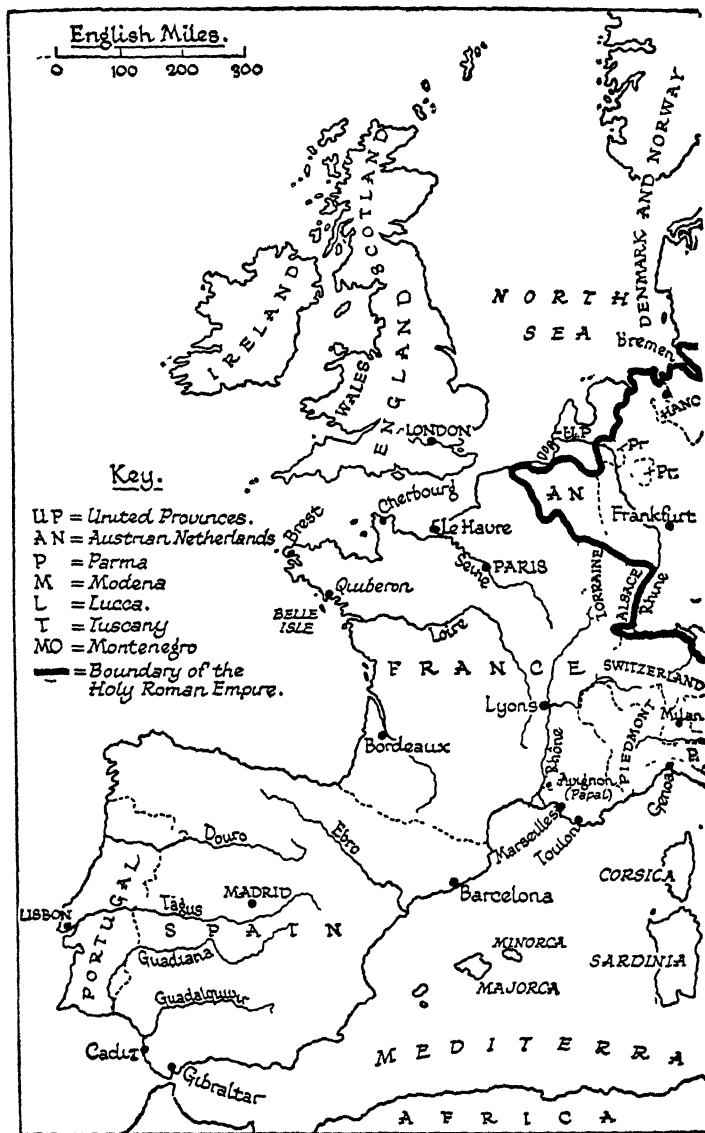 English Miles.
0 100 200 300
SCOTLAND
IRELAND
ENGLAND
WALES
LONDON
NORTH
SEA
DENMARK AND NORWAY
Bremen
HANO
UP
Pr
Pr
AN
Frankfurt
Key.
UP = United Provinces.
AN = Austrian Netherlands
P = Parma
M = Modena
L = Lucca.
T = Tuscany
MO = Montenegro
= Boundary of the
Holy Roman Empire.
Cherbourg
Brest
Le Havre
Seine
PARIS
Quiberon
BELLE
ISLE
Loire
LORRAINE
ALSACE
Rhine
FRANCE
SWITZERLAND
Lyons
Milan
PIEDMONT
Bordeaux
Rhône
Avignon
(Papal)
Genoa
Marseilles
Toulon
Douro
Ebro
PORTUGAL
MADRID
Barcelona
CORSICA
LISBON
Tagus
SPAIN
Guadiana
MINORCA
MAJORCA
SARDINIA
Cadiz
Gibraltar
MEDITERRA
AFRICA